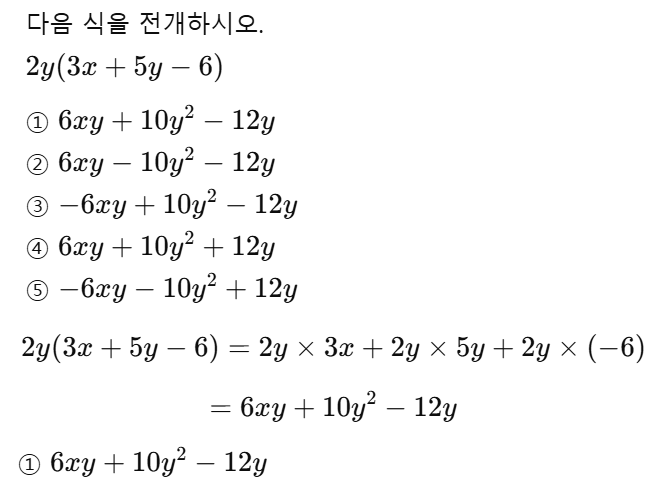 다음 식을 전개하시오.
2y(3x + 5y − 6)
① 6xy + 10y² − 12y
② 6xy − 10y² − 12y
③ −6xy + 10y² − 12y
④ 6xy + 10y² + 12y
⑤ −6xy − 10y² + 12y
2y(3x + 5y − 6) = 2y × 3x + 2y × 5y + 2y × (−6)
= 6xy + 10y² − 12y
① 6xy + 10y² − 12y